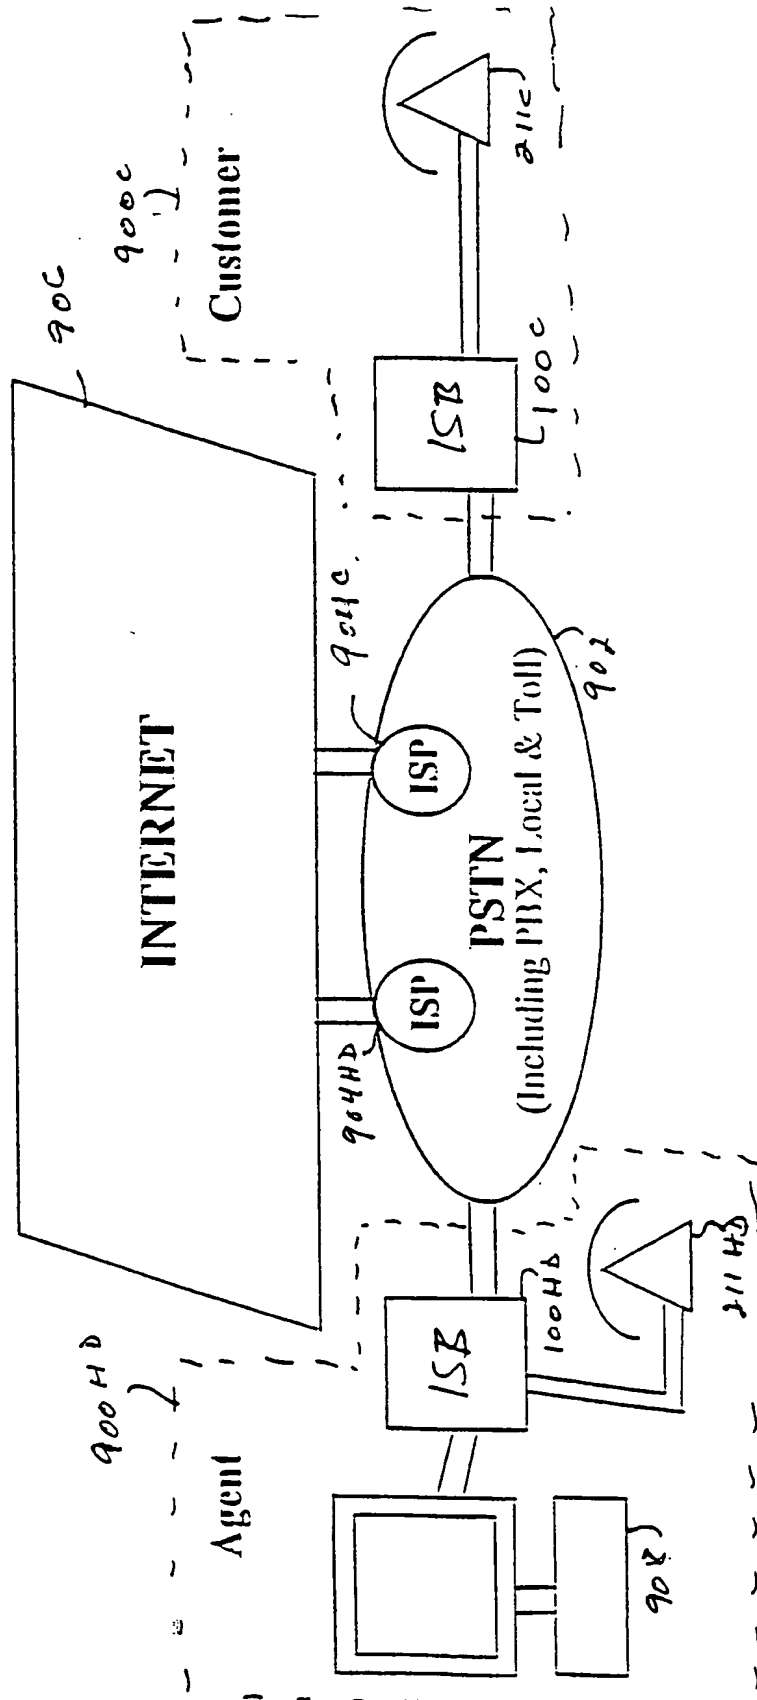 900HD
Agent
908
ISB
100HD
211HD
INTERNET
904HD
ISP
904C
ISP
PSTN
(Including PBX, Local & Toll)
902
90C
900C
Customer
ISB
100C
211C